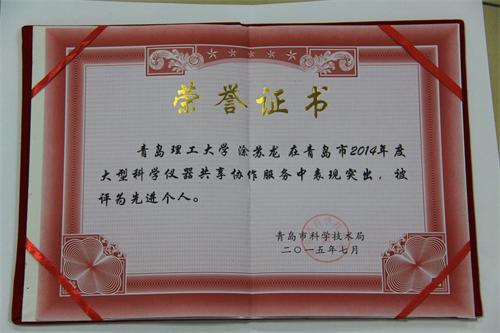 荣誉证书
青岛理工大学 涂苏龙 在青岛市2014年度
大型科学仪器共享协作服务中表现突出，被
评为先进个人。
青岛市科学技术局
二〇一五年七月